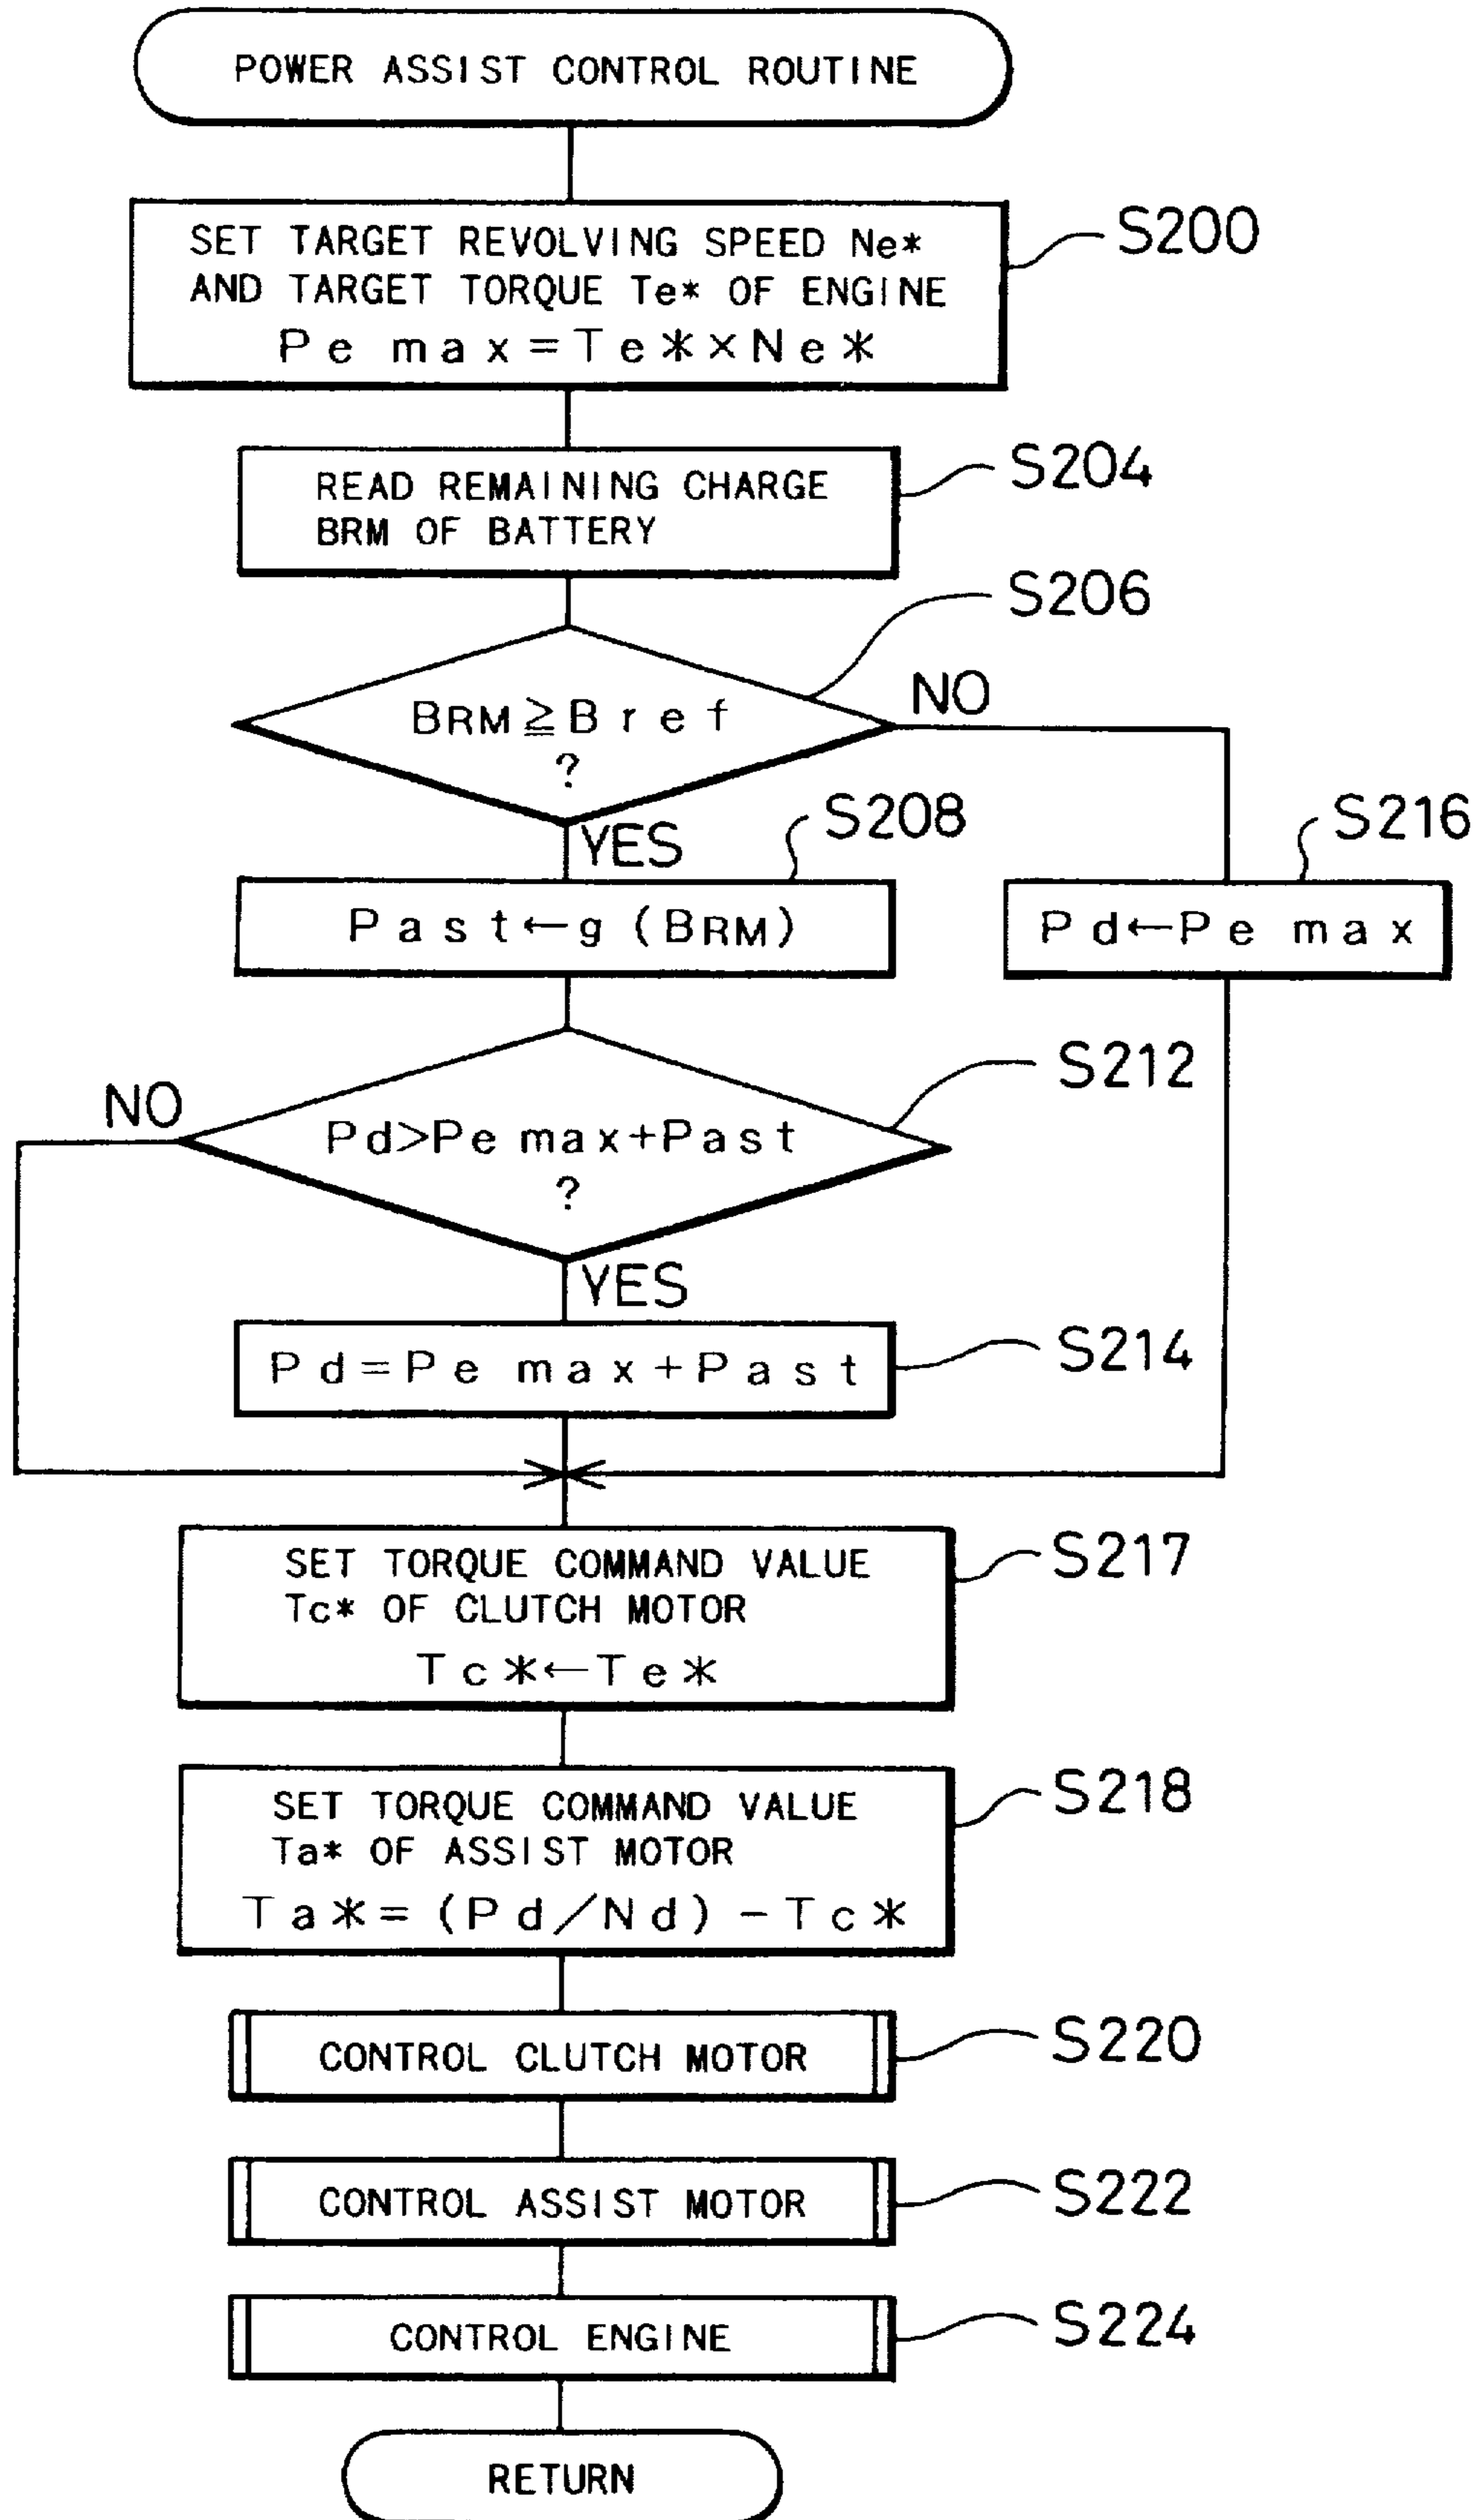 POWER ASSIST CONTROL ROUTINE
SET TARGET REVOLVING SPEED Ne*
AND TARGET TORQUE Te* OF ENGINE
Pe max=Te*×Ne*
S200
READ REMAINING CHARGE
BRM OF BATTERY
S204
S206
BRM≧Bref
?
NO
YES
S208
Past←g(BRM)
S216
Pd←Pe max
S212
NO
Pd>Pe max+Past
?
YES
Pd=Pe max+Past
S214
SET TORQUE COMMAND VALUE
Tc* OF CLUTCH MOTOR
Tc*←Te*
S217
SET TORQUE COMMAND VALUE
Ta* OF ASSIST MOTOR
Ta*=(Pd/Nd)-Tc*
S218
CONTROL CLUTCH MOTOR
S220
CONTROL ASSIST MOTOR
S222
CONTROL ENGINE
S224
RETURN